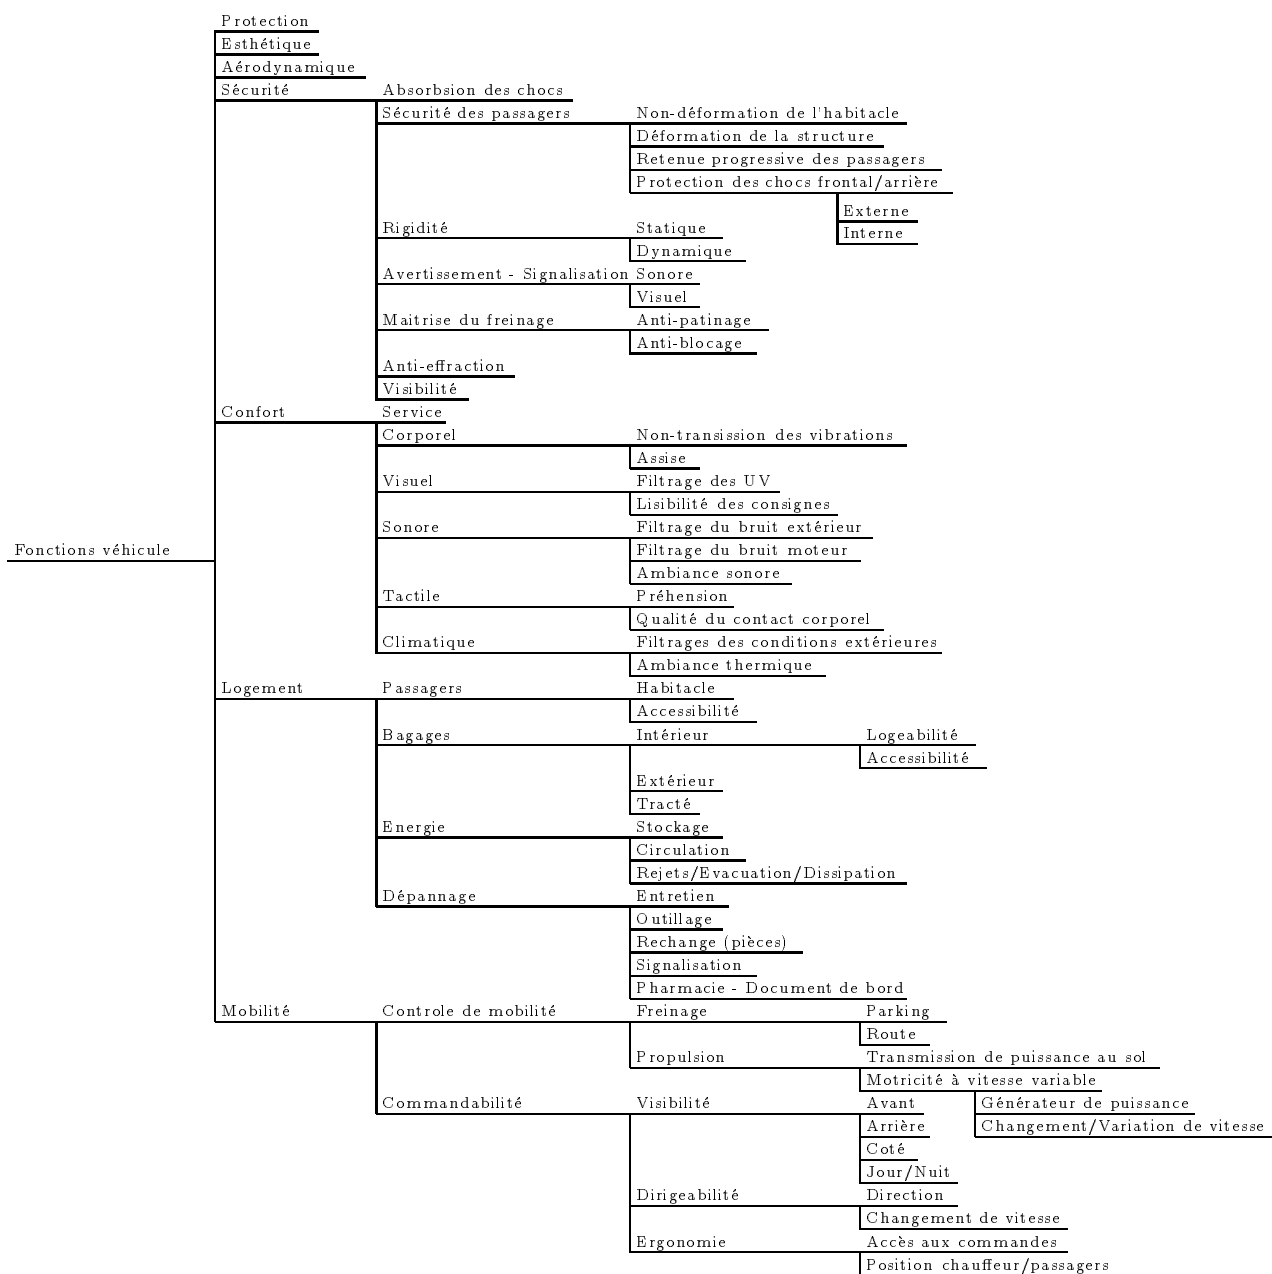 Protection
Esthétique
Aérodynamique
Sécurité Absorbsion des chocs
Sécurité des passagers Non-déformation de l'habitacle
Déformation de la structure
Retenue progressive des passagers
Protection des chocs frontal/arrière
Externe
Rigidité Statique
Interne
Dynamique
Avertissement - Signalisation Sonore
Visuel
Maitrise du freinage Anti-patinage
Anti-blocage
Anti-effraction
Visibilité
Confort Service
Corporel Non-transission des vibrations
Assise
Visuel Filtrage des UV
Lisibilité des consignes
Sonore Filtrage du bruit extérieur
Fonctions véhicule Filtrage du bruit moteur
Ambiance sonore
Tactile Préhension
Qualité du contact corporel
Climatique Filtrages des conditions extérieures
Ambiance thermique
Logement Passagers Habitacle
Accessibilité
Bagages Intérieur Logeabilité
Accessibilité
Extérieur
Tracté
Energie Stockage
Circulation
Rejets/Evacuation/Dissipation
Dépannage Entretien
Outillage
Rechange (pièces)
Signalisation
Pharmacie - Document de bord
Mobilité Controle de mobilité Freinage Parking
Route
Propulsion Transmission de puissance au sol
Motricité à vitesse variable
Commandabilité Visibilité Avant Générateur de puissance
Arrière Changement/Variation de vitesse
Coté
Jour/Nuit
Dirigeabilité Direction
Changement de vitesse
Ergonomie Accès aux commandes
Position chauffeur/passagers